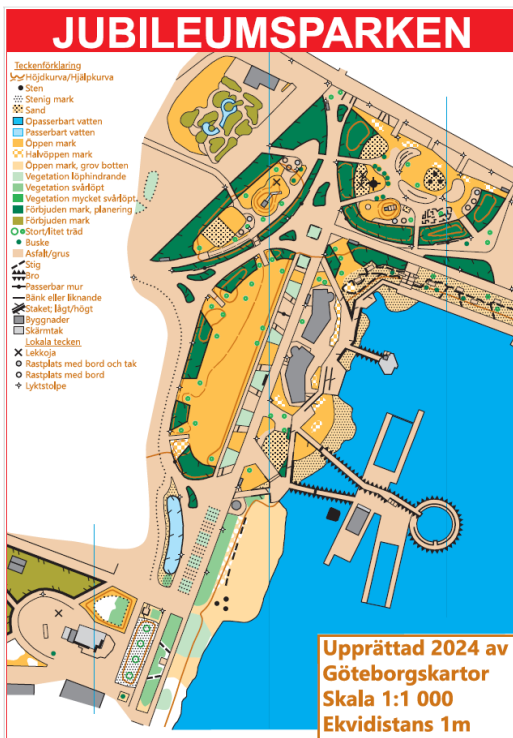 JUBILEUMSPARKEN
Teckenförklaring
Höjdkurva/Hjälpkurva
Sten
Stenig mark
Sand
Opasserbart vatten
Passerbart vatten
Öppen mark
Halvöppen mark
Öppen mark, grov botten
Vegetation löphindrande
Vegetation svårlöpt
Vegetation mycket svårlöpt
Förbjuden mark, planering
Förbjuden mark
Stort/litet träd
Buske
Asfalt/grus
Stig
Bro
Passerbar mur
Bänk eller liknande
Staket; lågt/högt
Byggnader
Skärmtak
Lokala tecken
Lekkoja
Rastplats med bord och tak
Rastplats med bord
Lyktstolpe
Upprättad 2024 av
Göteborgskartor
Skala 1:1 000
Ekvidistans 1m